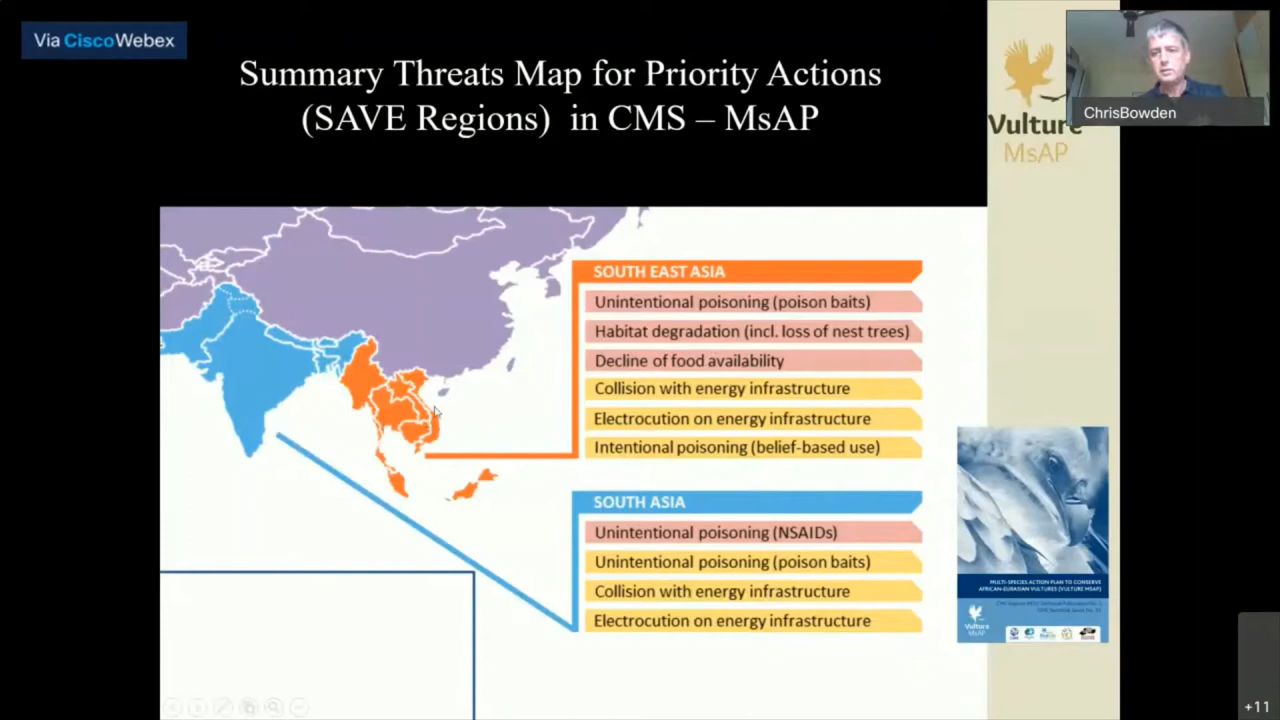 Via CiscoWebex
Summary Threats Map for Priority Actions
(SAVE Regions) in CMS – MsAP
ChrisBowden
Vulture
MsAP
SOUTH EAST ASIA
Unintentional poisoning (poison baits)
Habitat degradation (incl. loss of nest trees)
Decline of food availability
Collision with energy infrastructure
Electrocution on energy infrastructure
Intentional poisoning (belief-based use)
SOUTH ASIA
Unintentional poisoning (NSAIDs)
Unintentional poisoning (poison baits)
Collision with energy infrastructure
Electrocution on energy infrastructure
MULTI-SPECIES ACTION PLAN TO CONSERVE
AFRICAN-EURASIAN VULTURES (VULTURE MSAP)
Vulture
MsAP
+11